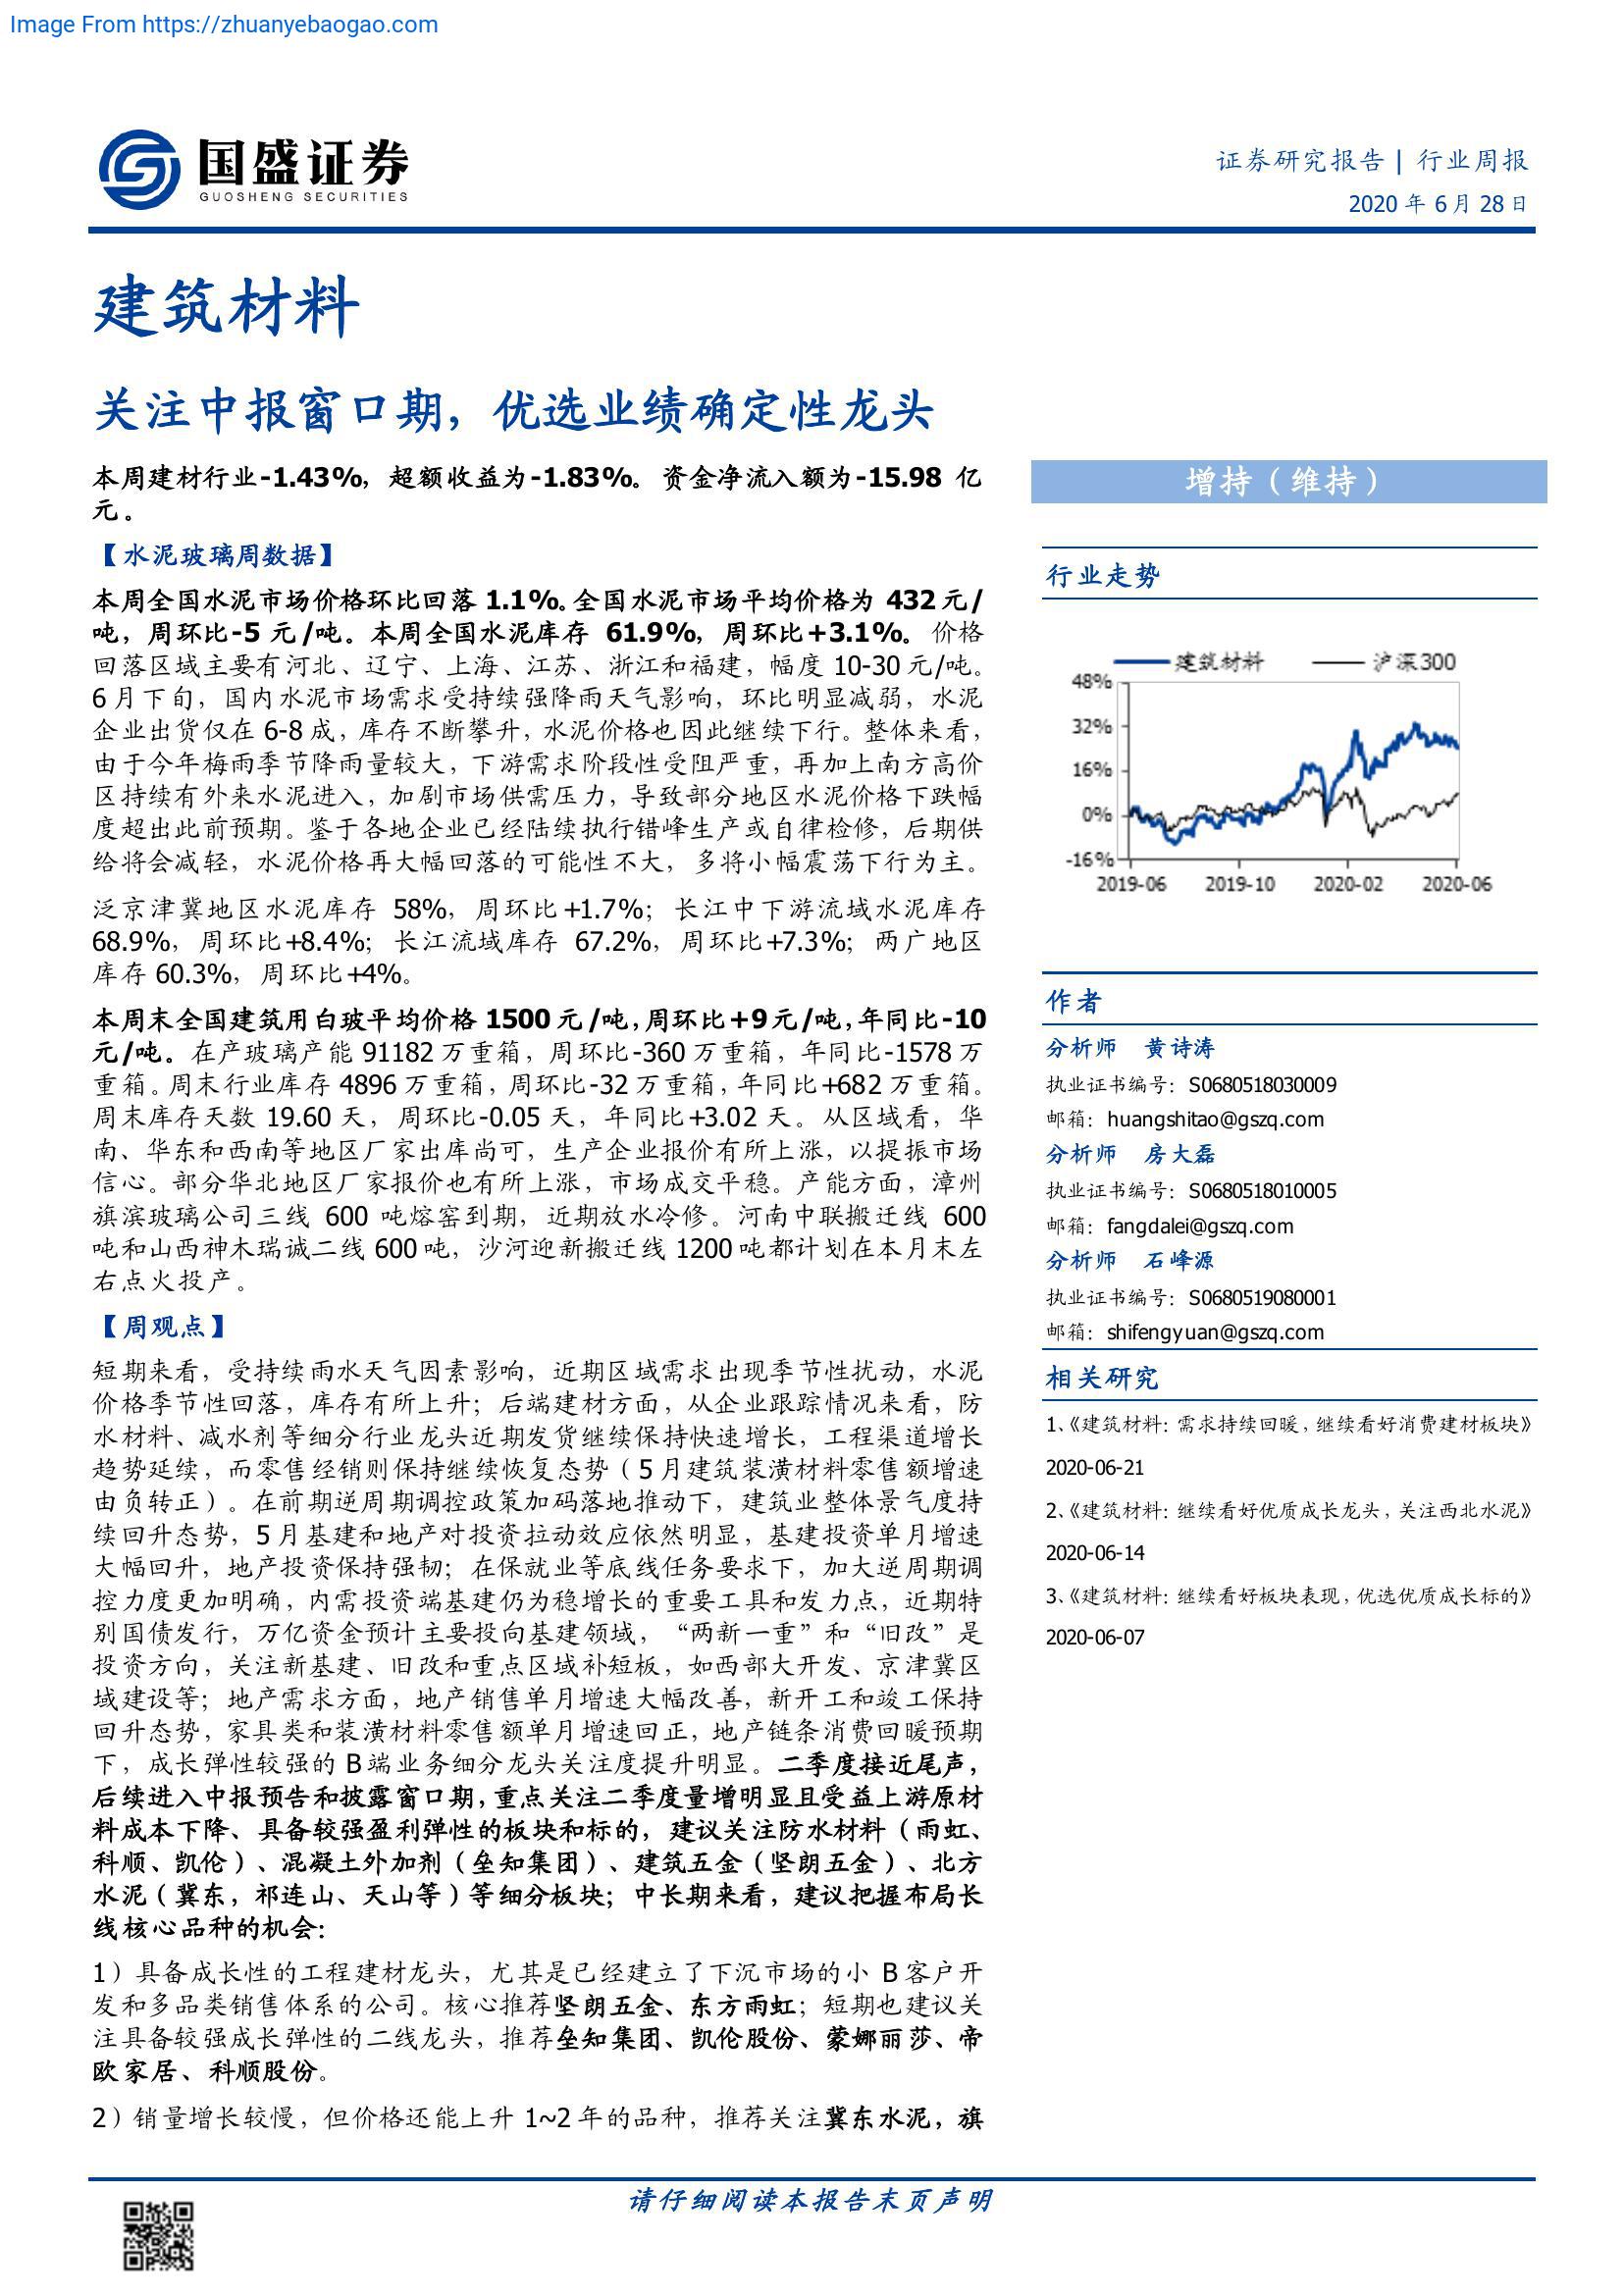 Image From https://zhuanyebaogao.com
国盛证券
GUOSHENG SECURITIES
证券研究报告 | 行业周报
2020 年 6 月 28 日
建筑材料
关注中报窗口期，优选业绩确定性龙头
本周建材行业-1.43%，超额收益为-1.83%。资金净流入额为-15.98 亿
元。
【水泥玻璃周数据】
本周全国水泥市场价格环比回落 1.1%。全国水泥市场平均价格为 432 元/
吨，周环比-5 元/吨。本周全国水泥库存 61.9%，周环比+3.1%。价格
回落区域主要有河北、辽宁、上海、江苏、浙江和福建，幅度 10-30 元/吨。
6 月下旬，国内水泥市场需求受持续强降雨天气影响，环比明显减弱，水泥
企业出货仅在 6-8 成，库存不断攀升，水泥价格也因此继续下行。整体来看，
由于今年梅雨季节降雨量较大，下游需求阶段性受阻严重，再加上南方高价
区持续有外来水泥进入，加剧市场供需压力，导致部分地区水泥价格下跌幅
度超出此前预期。鉴于各地企业已经陆续执行错峰生产或自律检修，后期供
给将会减轻，水泥价格再大幅回落的可能性不大，多将小幅震荡下行为主。
泛京津冀地区水泥库存 58%，周环比+1.7%；长江中下游流域水泥库存
68.9%，周环比+8.4%；长江流域库存 67.2%，周环比+7.3%；两广地区
库存 60.3%，周环比+4%。
本周末全国建筑用白玻平均价格 1500 元/吨，周环比+9 元/吨，年同比-10
元/吨。在产玻璃产能 91182 万重箱，周环比-360 万重箱，年同比-1578 万
重箱。周末行业库存 4896 万重箱，周环比-32 万重箱，年同比+682 万重箱。
周末库存天数 19.60 天，周环比-0.05 天，年同比+3.02 天。从区域看，华
南、华东和西南等地区厂家出库尚可，生产企业报价有所上涨，以提振市场
信心。部分华北地区厂家报价也有所上涨，市场成交平稳。产能方面，漳州
旗滨玻璃公司三线 600 吨熔窑到期，近期放水冷修。河南中联搬迁线 600
吨和山西神木瑞诚二线 600 吨，沙河迎新搬迁线 1200 吨都计划在本月末左
右点火投产。
【周观点】
短期来看，受持续雨水天气因素影响，近期区域需求出现季节性扰动，水泥
价格季节性回落，库存有所上升；后端建材方面，从企业跟踪情况来看，防
水材料、减水剂等细分行业龙头近期发货继续保持快速增长，工程渠道增长
趋势延续，而零售经销则保持继续恢复态势（5 月建筑装潢材料零售额增速
由负转正）。在前期逆周期调控政策加码落地推动下，建筑业整体景气度持
续回升态势，5 月基建和地产对投资拉动效应依然明显，基建投资单月增速
大幅回升，地产投资保持强韧；在保就业等底线任务要求下，加大逆周期调
控力度更加明确，内需投资端基建仍为稳增长的重要工具和发力点，近期特
别国债发行，万亿资金预计主要投向基建领域，“两新一重”和“旧改”是
投资方向，关注新基建、旧改和重点区域补短板，如西部大开发、京津冀区
域建设等；地产需求方面，地产销售单月增速大幅改善，新开工和竣工保持
回升态势，家具类和装潢材料零售额单月增速回正，地产链条消费回暖预期
下，成长弹性较强的 B 端业务细分龙头关注度提升明显。二季度接近尾声，
后续进入中报预告和披露窗口期，重点关注二季度量增明显且受益上游原材
料成本下降、具备较强盈利弹性的板块和标的，建议关注防水材料（雨虹、
科顺、凯伦）、混凝土外加剂（垒知集团）、建筑五金（坚朗五金）、北方
水泥（冀东，祁连山、天山等）等细分板块；中长期来看，建议把握布局长
线核心品种的机会：
1）具备成长性的工程建材龙头，尤其是已经建立了下沉市场的小 B 客户开
发和多品类销售体系的公司。核心推荐坚朗五金、东方雨虹；短期也建议关
注具备较强成长弹性的二线龙头，推荐垒知集团、凯伦股份、蒙娜丽莎、帝
欧家居、科顺股份。
2）销量增长较慢，但价格还能上升 1~2 年的品种，推荐关注冀东水泥，旗
增持（维持）
行业走势
建筑材料 沪深300
48%
32%
16%
0%
-16%
2019-06 2019-10 2020-02 2020-06
作者
分析师 黄诗涛
执业证书编号：S0680518030009
邮箱：huangshitao@gszq.com
分析师 房大磊
执业证书编号：S0680518010005
邮箱：fangdalei@gszq.com
分析师 石峰源
执业证书编号：S0680519080001
邮箱：shifengyuan@gszq.com
相关研究
1、《建筑材料：需求持续回暖，继续看好消费建材板块》
2020-06-21
2、《建筑材料：继续看好优质成长龙头，关注西北水泥》
2020-06-14
3、《建筑材料：继续看好板块表现，优选优质成长标的》
2020-06-07
请仔细阅读本报告末页声明